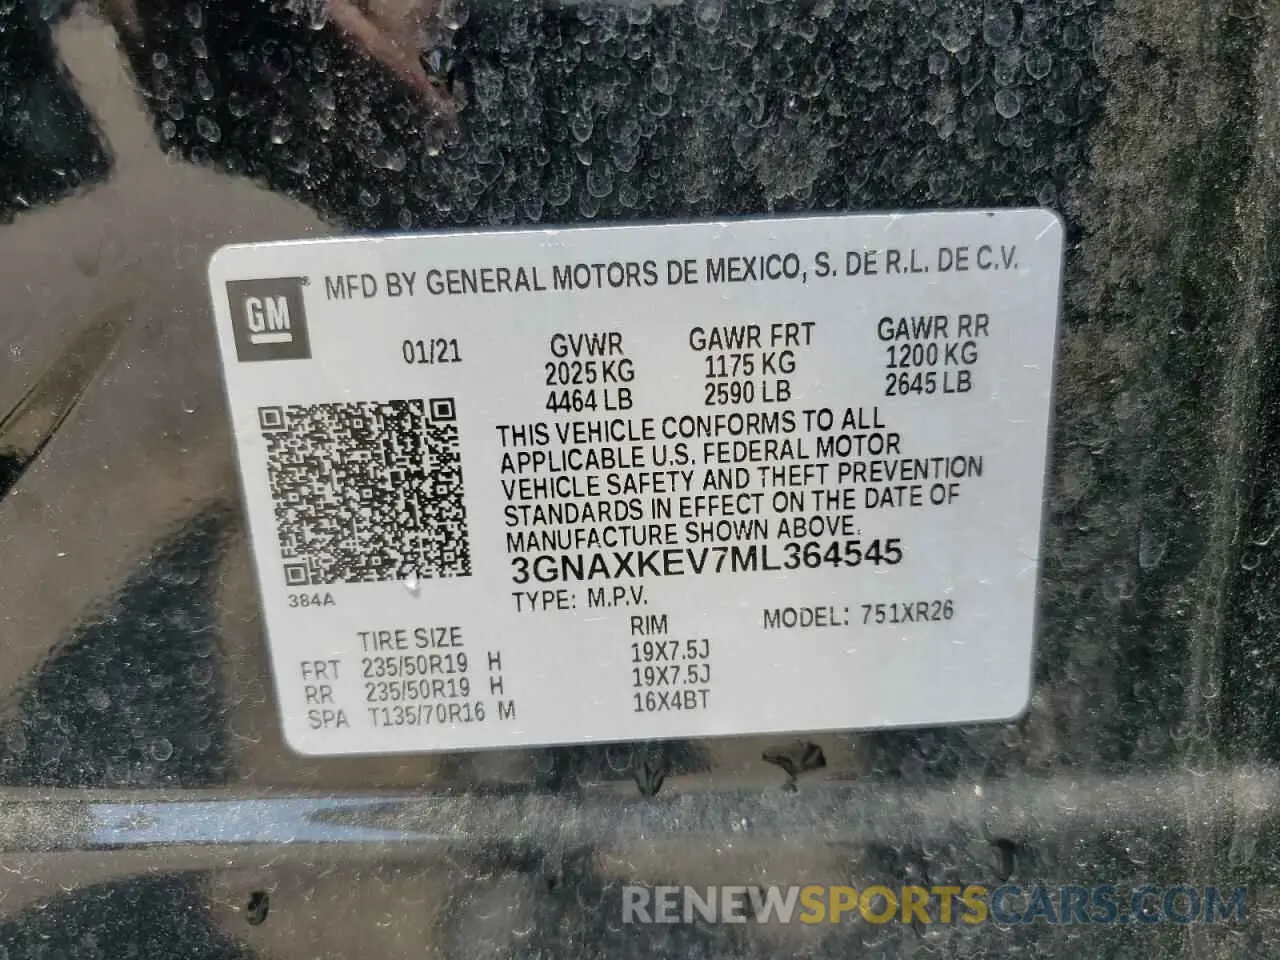 GM ® MFD BY GENERAL MOTORS DE MEXICO, S. DE R.L. DE C.V.
01/21
GVWR GAWR FRT GAWR RR
2025 KG 1175 KG 1200 KG
4464 LB 2590 LB 2645 LB
THIS VEHICLE CONFORMS TO ALL
APPLICABLE U.S. FEDERAL MOTOR
VEHICLE SAFETY AND THEFT PREVENTION
STANDARDS IN EFFECT ON THE DATE OF
MANUFACTURE SHOWN ABOVE.
3GNAXKEV7ML364545
384A
TYPE: M.P.V. MODEL: 751XR26
TIRE SIZE RIM
FRT 235/50R19 H 19X7.5J
RR 235/50R19 H 19X7.5J
SPA T135/70R16 M 16X4BT
RENEWSPORTSCARS.COM